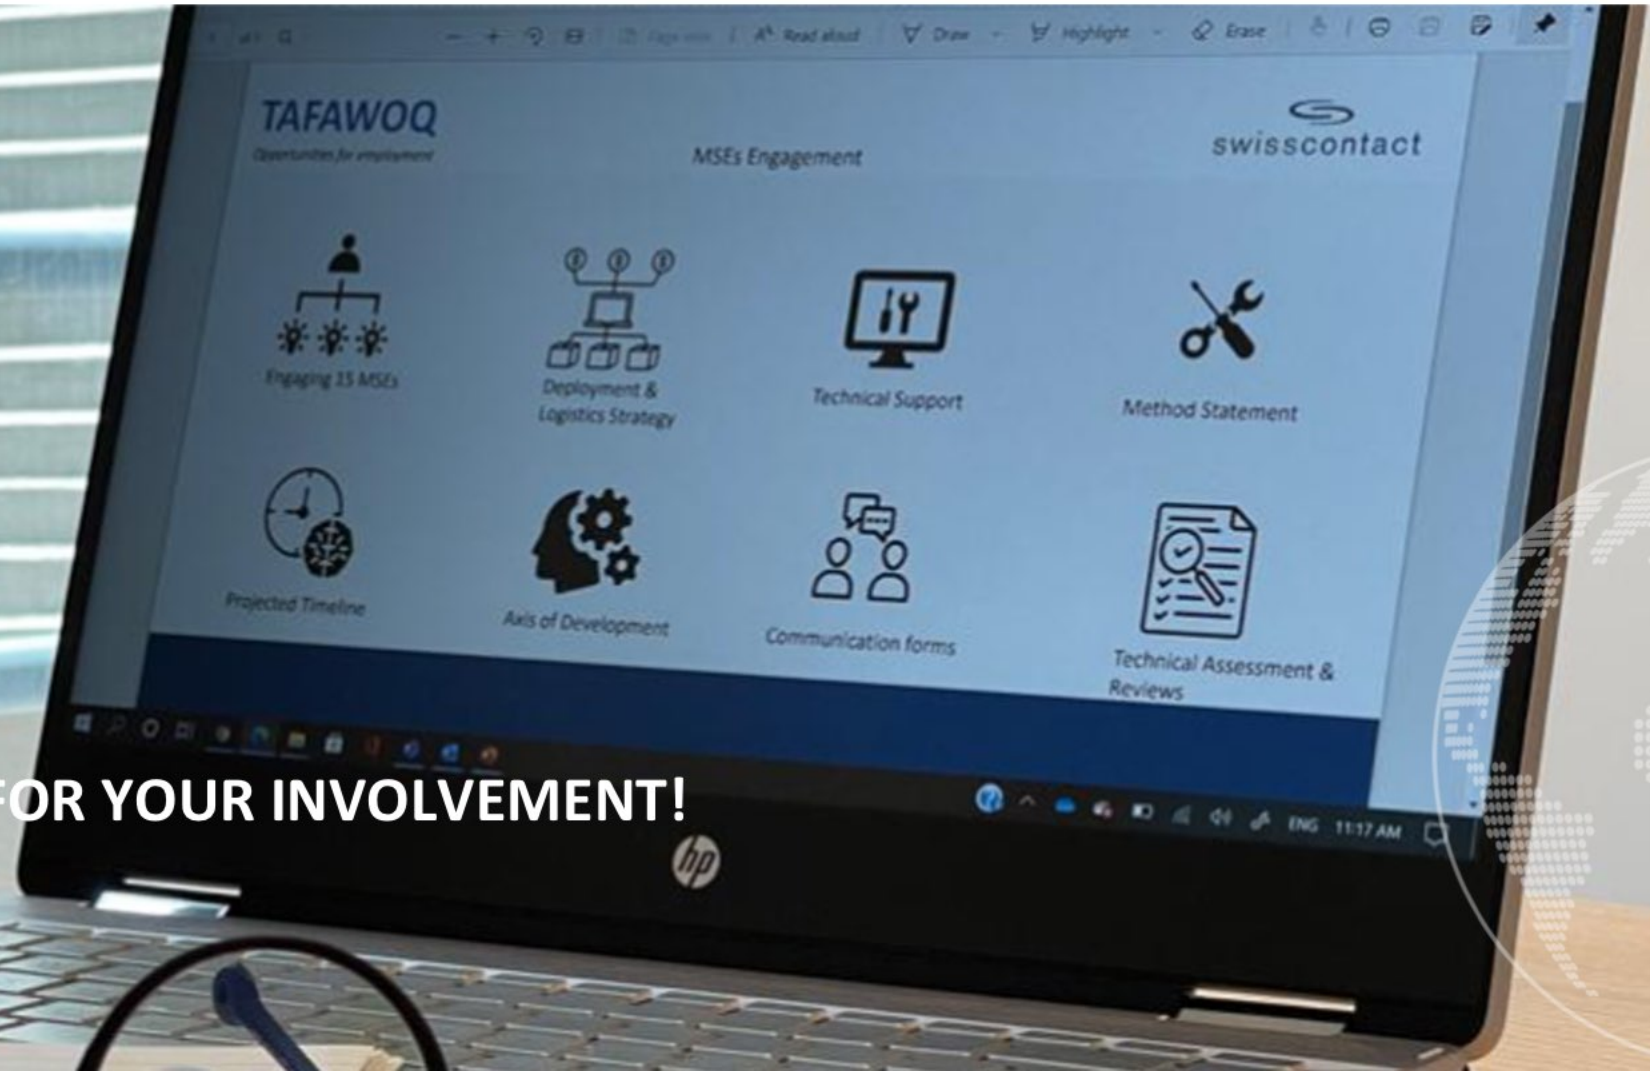 Read aloud
Draw
Highlight
Erase
TAFAWOQ
Opportunities for employment
MSEs Engagement
swisscontact
Engaging 15 MSEs
Deployment &
Logistics Strategy
Technical Support
Method Statement
Projected Timeline
Axis of Development
Communication forms
Technical Assessment &
Reviews
ENG 11:17 AM
FOR YOUR INVOLVEMENT!
hp